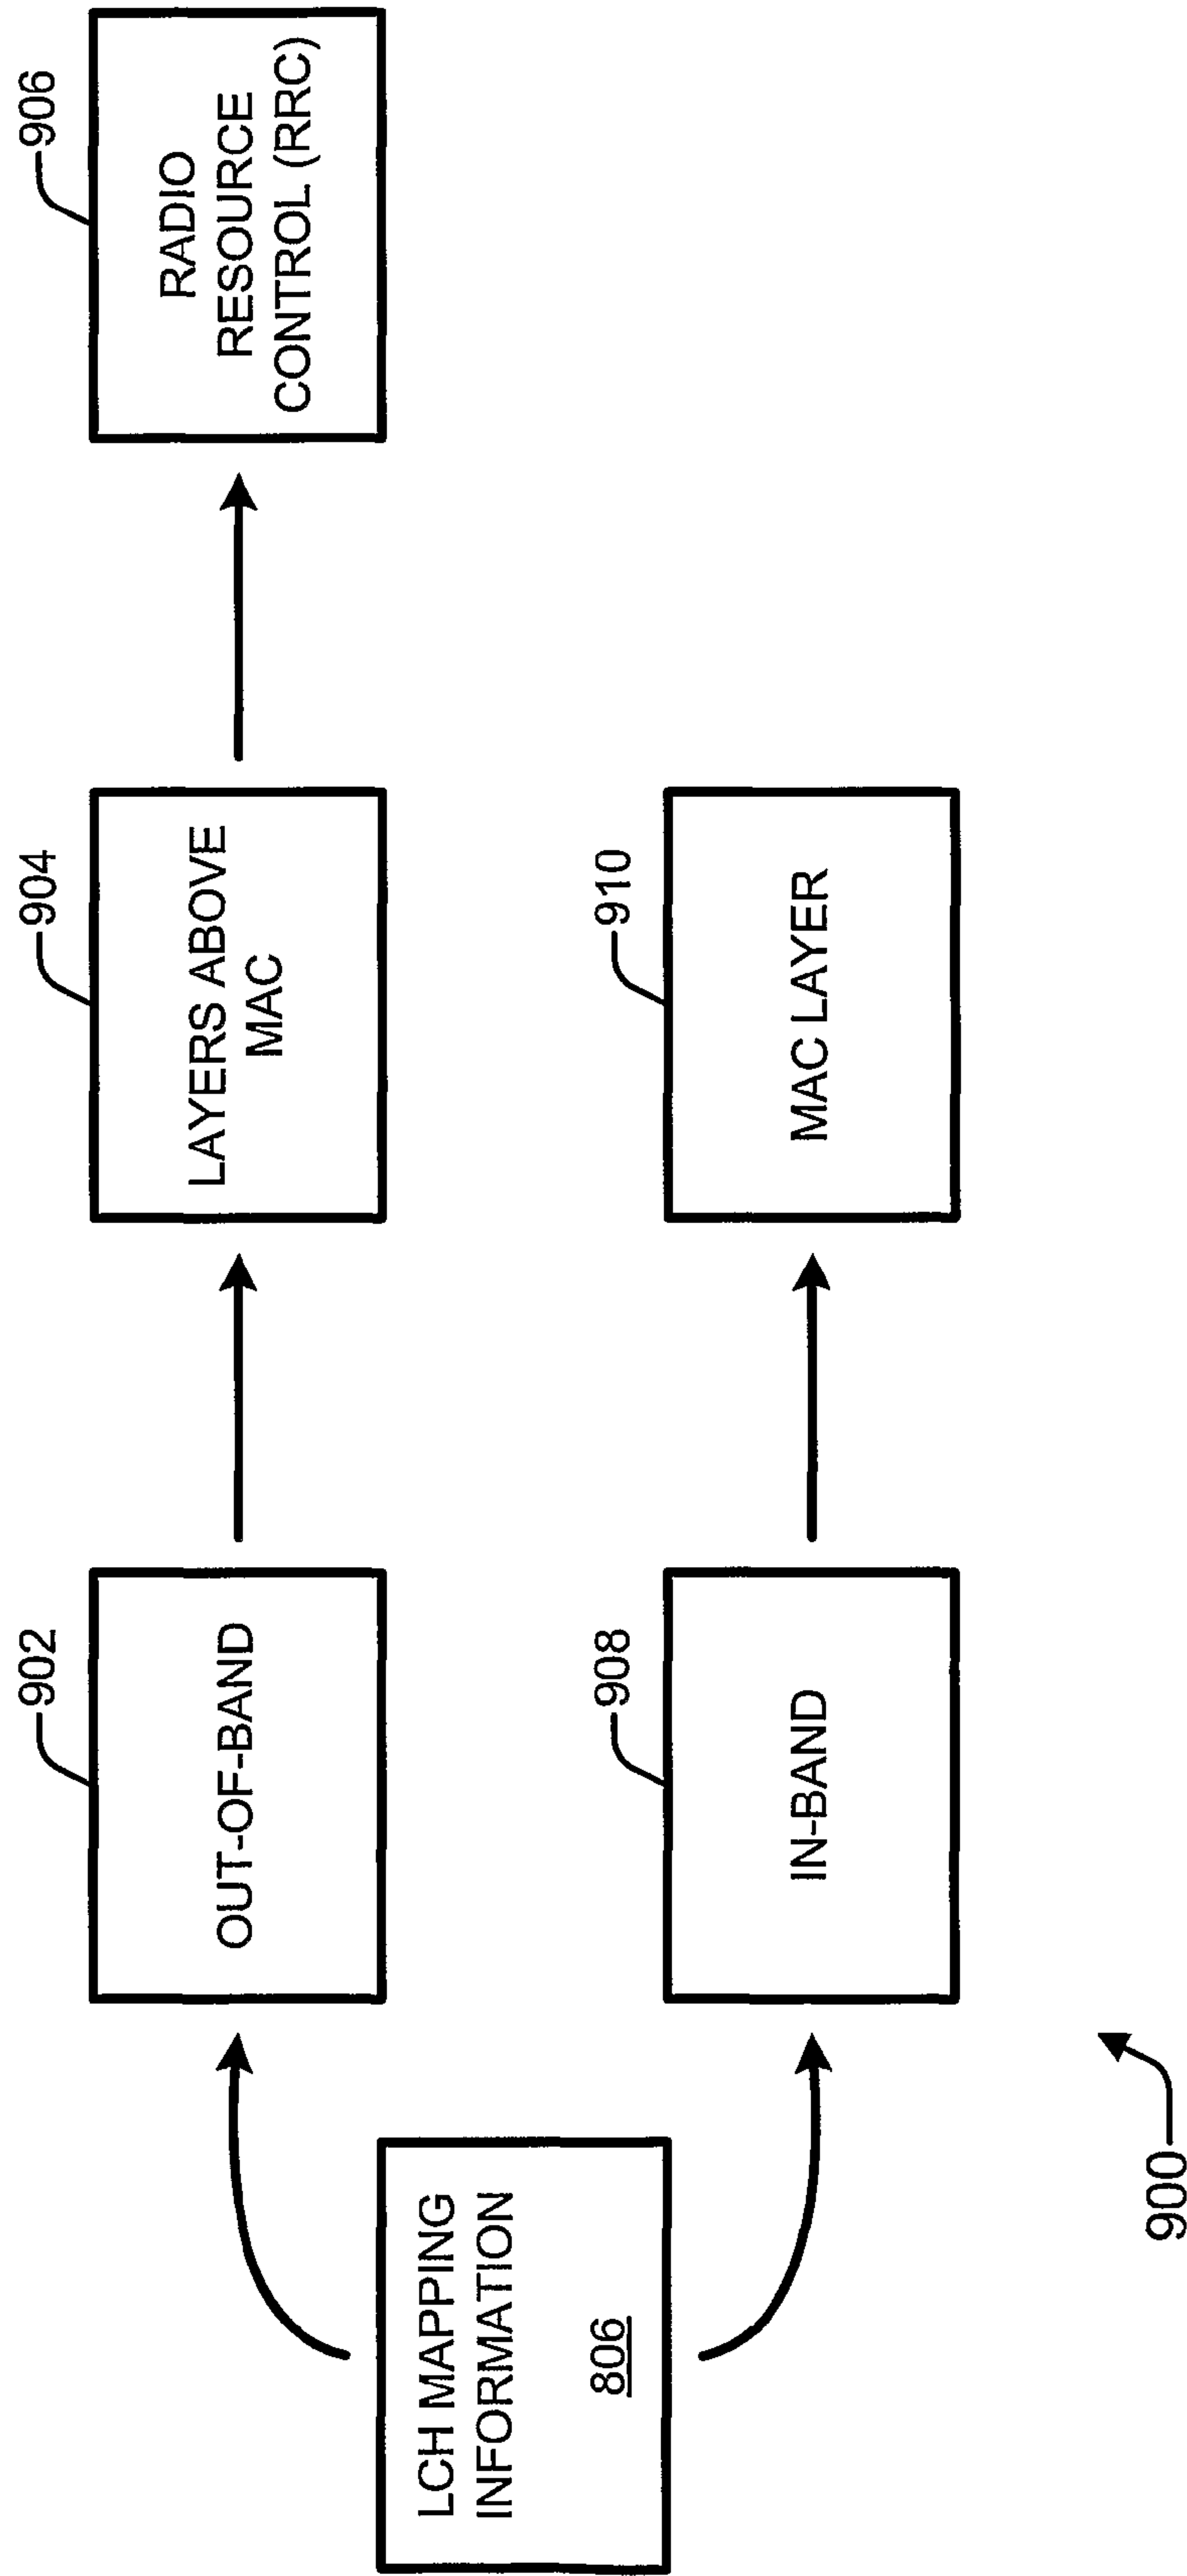 LCH MAPPING
INFORMATION
806
902
OUT-OF-BAND
904
LAYERS ABOVE
MAC
906
RADIO
RESOURCE
CONTROL (RRC)
908
IN-BAND
910
MAC LAYER
900